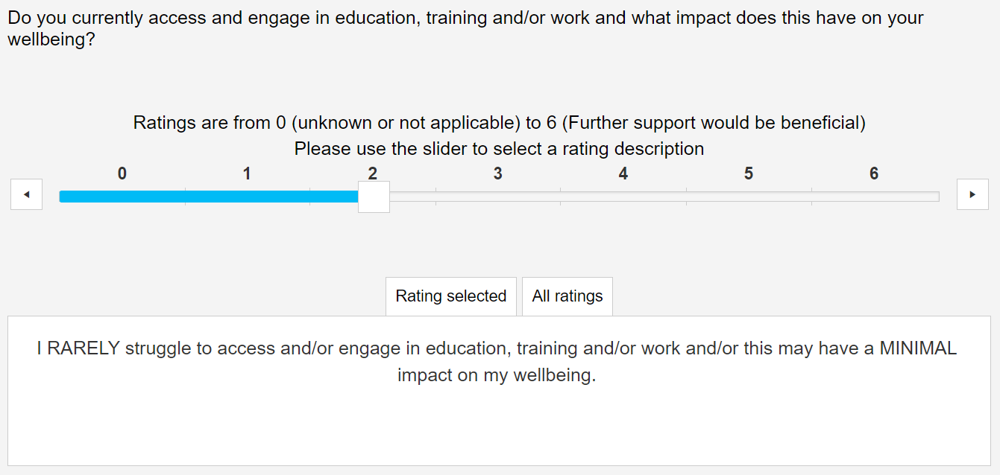 Do you currently access and engage in education, training and/or work and what impact does this have on your
wellbeing?
Ratings are from 0 (unknown or not applicable) to 6 (Further support would be beneficial)
Please use the slider to select a rating description
0 1 2 3 4 5 6
Rating selected All ratings
I RARELY struggle to access and/or engage in education, training and/or work and/or this may have a MINIMAL
impact on my wellbeing.